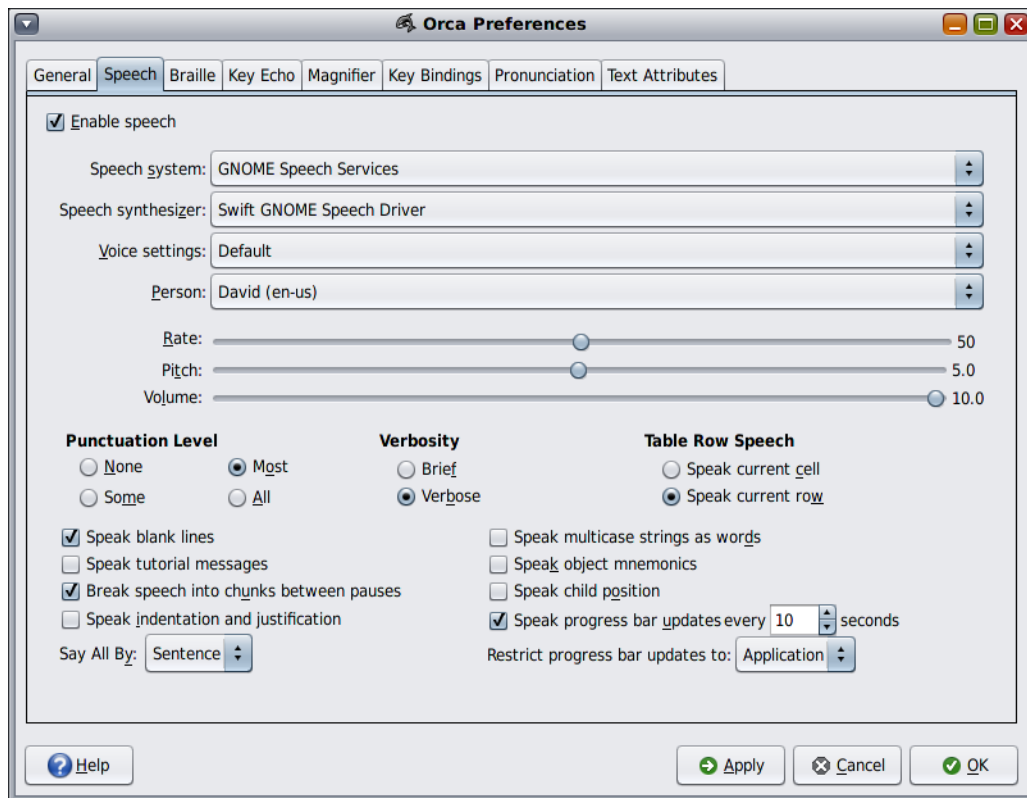 Orca Preferences
General Speech Braille Key Echo Magnifier Key Bindings Pronunciation Text Attributes
Enable speech
Speech system: GNOME Speech Services
Speech synthesizer: Swift GNOME Speech Driver
Voice settings: Default
Person: David (en-us)
Rate: 50
Pitch: 5.0
Volume: 10.0
Punctuation Level Verbosity Table Row Speech
None Most Brief Speak current cell
Some All Verbose Speak current row
Speak blank lines Speak multicase strings as words
Speak tutorial messages Speak object mnemonics
Break speech into chunks between pauses Speak child position
Speak indentation and justification Speak progress bar updates every 10 seconds
Say All By: Sentence Restrict progress bar updates to: Application
Help Apply Cancel OK